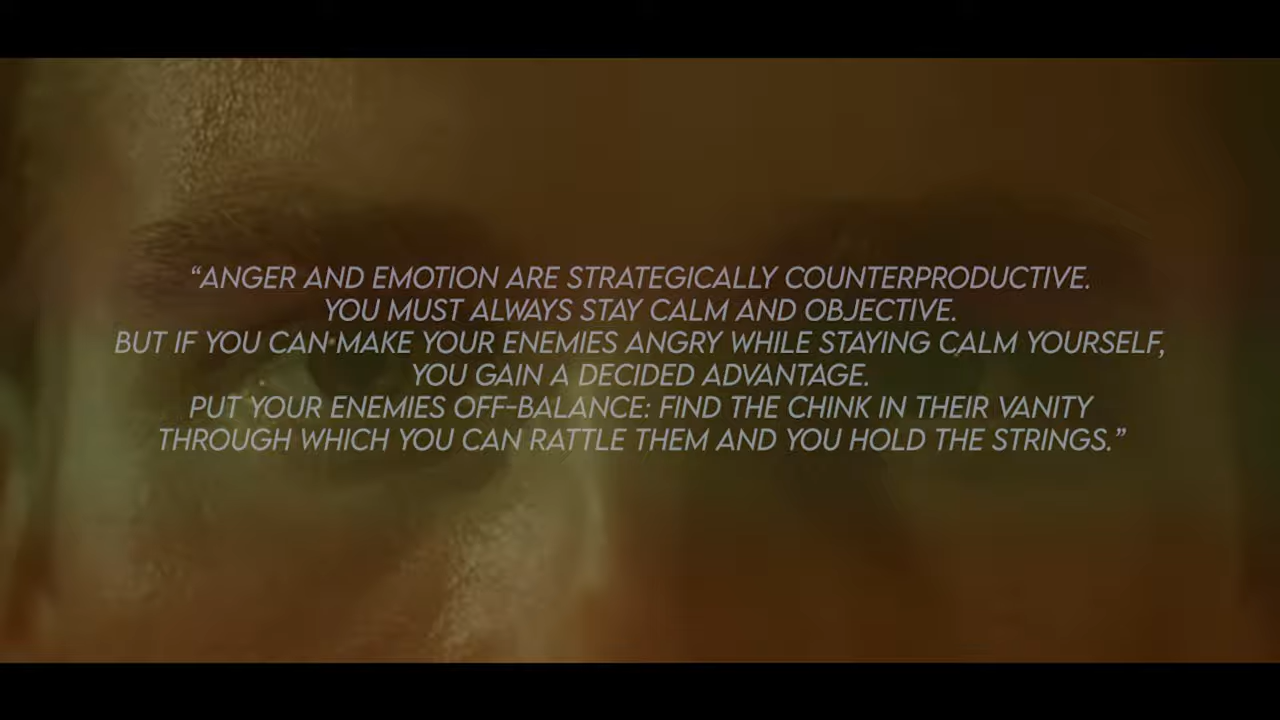 “ANGER AND EMOTION ARE STRATEGICALLY COUNTERPRODUCTIVE.
YOU MUST ALWAYS STAY CALM AND OBJECTIVE.
BUT IF YOU CAN MAKE YOUR ENEMIES ANGRY WHILE STAYING CALM YOURSELF,
YOU GAIN A DECIDED ADVANTAGE.
PUT YOUR ENEMIES OFF-BALANCE: FIND THE CHINK IN THEIR VANITY
THROUGH WHICH YOU CAN RATTLE THEM AND YOU HOLD THE STRINGS.”